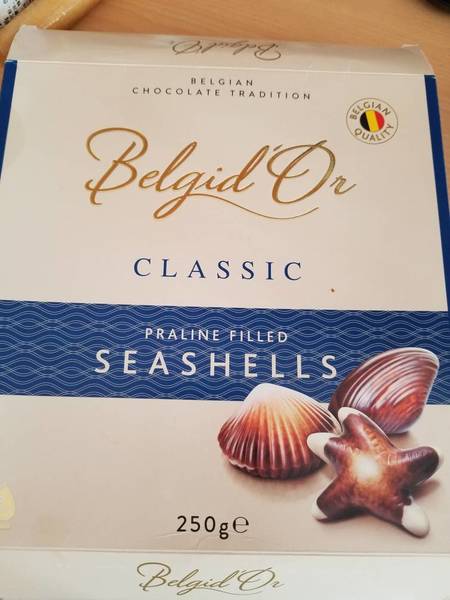 Belgid'Or
BELGIAN
CHOCOLATE TRADITION
BELGIAN
QUALITY
Belgid'Or
CLASSIC
PRALINE FILLED
SEASHELLS
250g℮
Belgid'Or